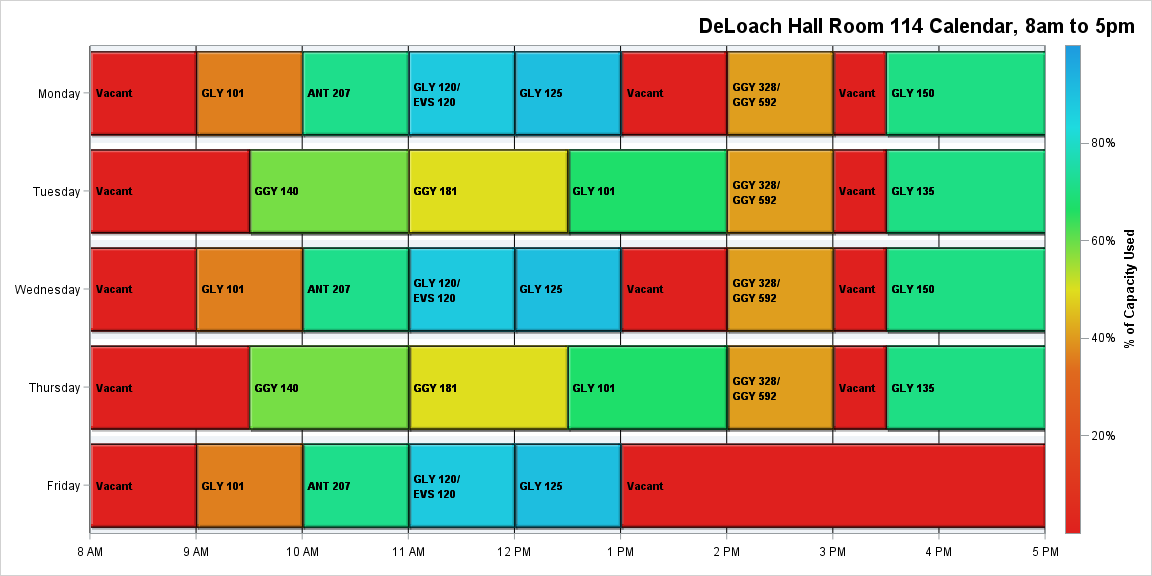 DeLoach Hall Room 114 Calendar, 8am to 5pm
Monday
Vacant
GLY 101
ANT 207
GLY 120/
EVS 120
GLY 125
Vacant
GGY 328/
GGY 592
Vacant
GLY 150
Tuesday
Vacant
GGY 140
GGY 181
GLY 101
GGY 328/
GGY 592
Vacant
GLY 135
Wednesday
Vacant
GLY 101
ANT 207
GLY 120/
EVS 120
GLY 125
Vacant
GGY 328/
GGY 592
Vacant
GLY 150
Thursday
Vacant
GGY 140
GGY 181
GLY 101
GGY 328/
GGY 592
Vacant
GLY 135
Friday
Vacant
GLY 101
ANT 207
GLY 120/
EVS 120
GLY 125
Vacant
8 AM
9 AM
10 AM
11 AM
12 PM
1 PM
2 PM
3 PM
4 PM
5 PM
80%
60%
40%
20%
% of Capacity Used